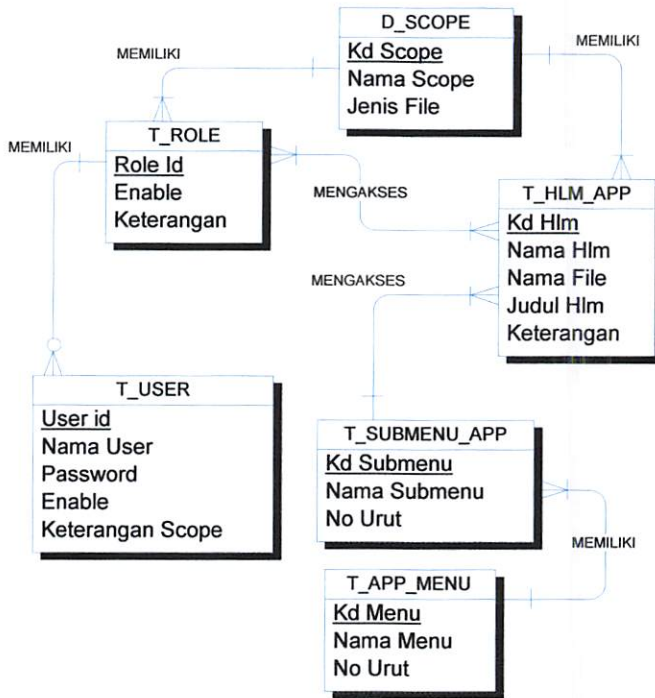 D_SCOPE
Kd Scope
Nama Scope
Jenis File
MEMILIKI
MEMILIKI
T_ROLE
Role Id
Enable
Keterangan
MEMILIKI
MENGAKSES
T_HLM_APP
Kd Hlm
Nama Hlm
Nama File
Judul Hlm
Keterangan
MENGAKSES
T_USER
User id
Nama User
Password
Enable
Keterangan Scope
T_SUBMENU_APP
Kd Submenu
Nama Submenu
No Urut
MEMILIKI
T_APP_MENU
Kd Menu
Nama Menu
No Urut